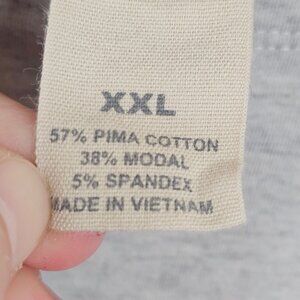 XXL
57% PIMA COTTON
38% MODAL
5% SPANDEX
MADE IN VIETNAM